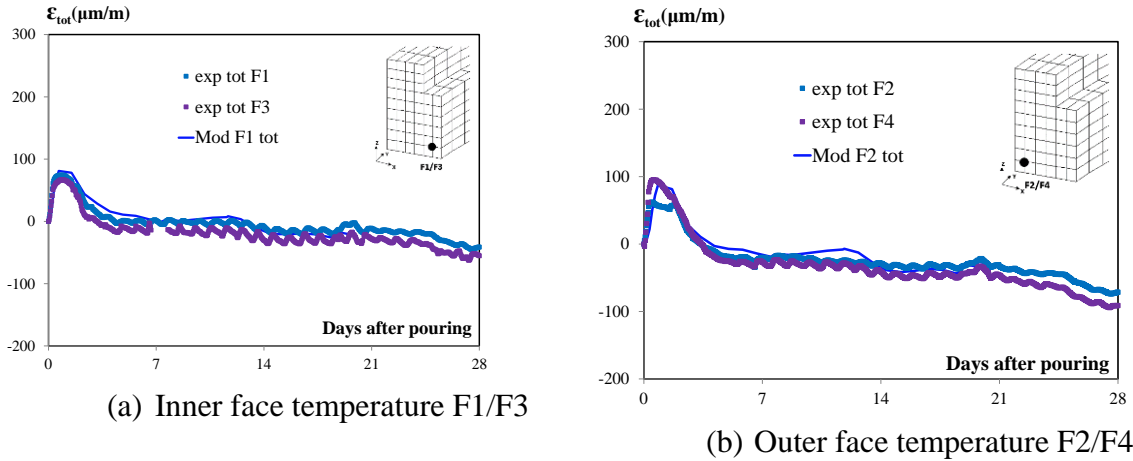 ε_tot(µm/m)
300
200
100
0
-100
-200
exp tot F1
exp tot F3
Mod F1 tot
Z
Y
X
F1/F3
Days after pouring
0 7 14 21 28
(a) Inner face temperature F1/F3
ε_tot(µm/m)
300
200
100
0
-100
-200
exp tot F2
exp tot F4
Mod F2 tot
Z
Y
X
F2/F4
Days after pouring
0 7 14 21 28
(b) Outer face temperature F2/F4